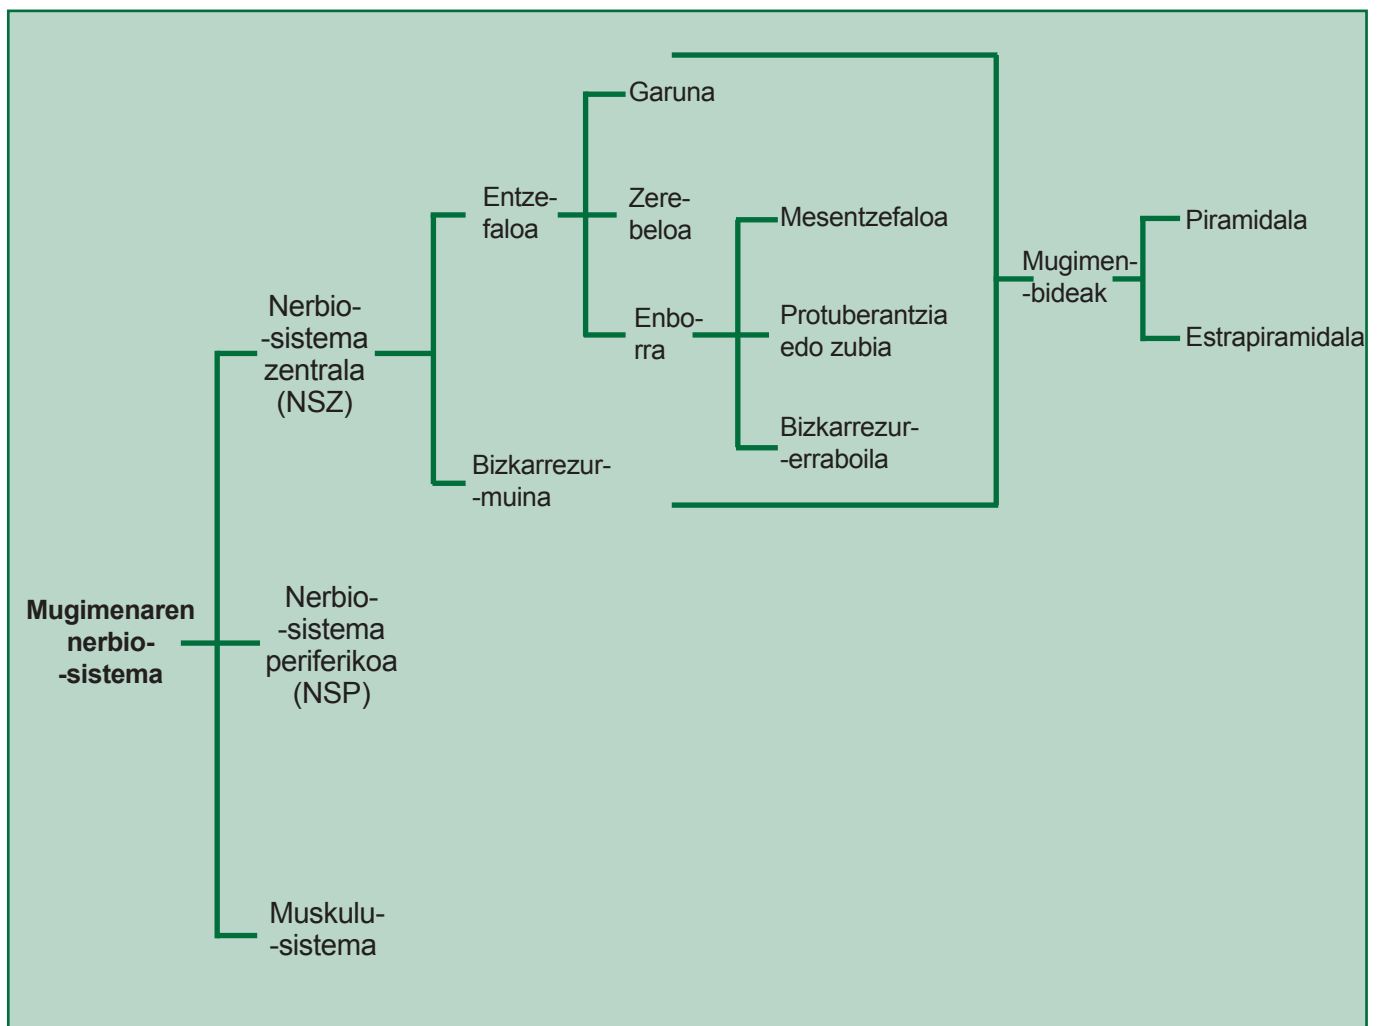 Garuna
Entze-
faloa
Zere-
beloa
Mesentzefaloa
Piramidala
Mugimen-
-bideak
Nerbio-
-sistema
zentrala
(NSZ)
Enbo-
rra
Protuberantzia
edo zubia
Estrapiramidala
Bizkarrezur-
-erraboila
Bizkarrezur-
-muina
Mugimenaren
nerbio-
-sistema
Nerbio-
-sistema
periferikoa
(NSP)
Muskulu-
-sistema